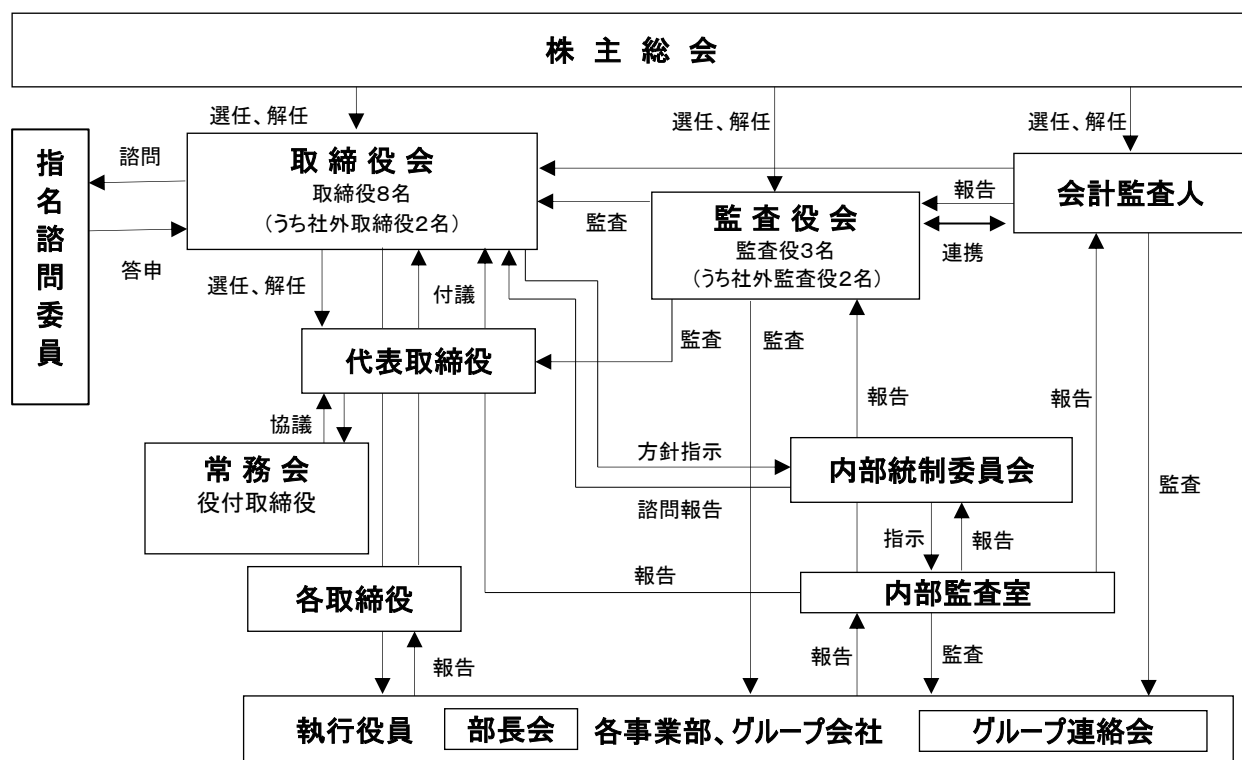 株 主 総 会
選任、解任
選任、解任
選任、解任
指名諮問委員
諮問
答申
取 締 役 会
取締役8名
(うち社外取締役2名)
監査
監 査 役 会
監査役3名
(うち社外監査役2名)
報告
連携
会計監査人
選任、解任
付議
代表取締役
監査
監査
協議
常 務 会
役付取締役
報告
報告
方針指示
内部統制委員会
諮問報告
監査
指示
報告
各取締役
報告
内部監査室
報告
報告
監査
執行役員
部長会
各事業部、グループ会社
グループ連絡会